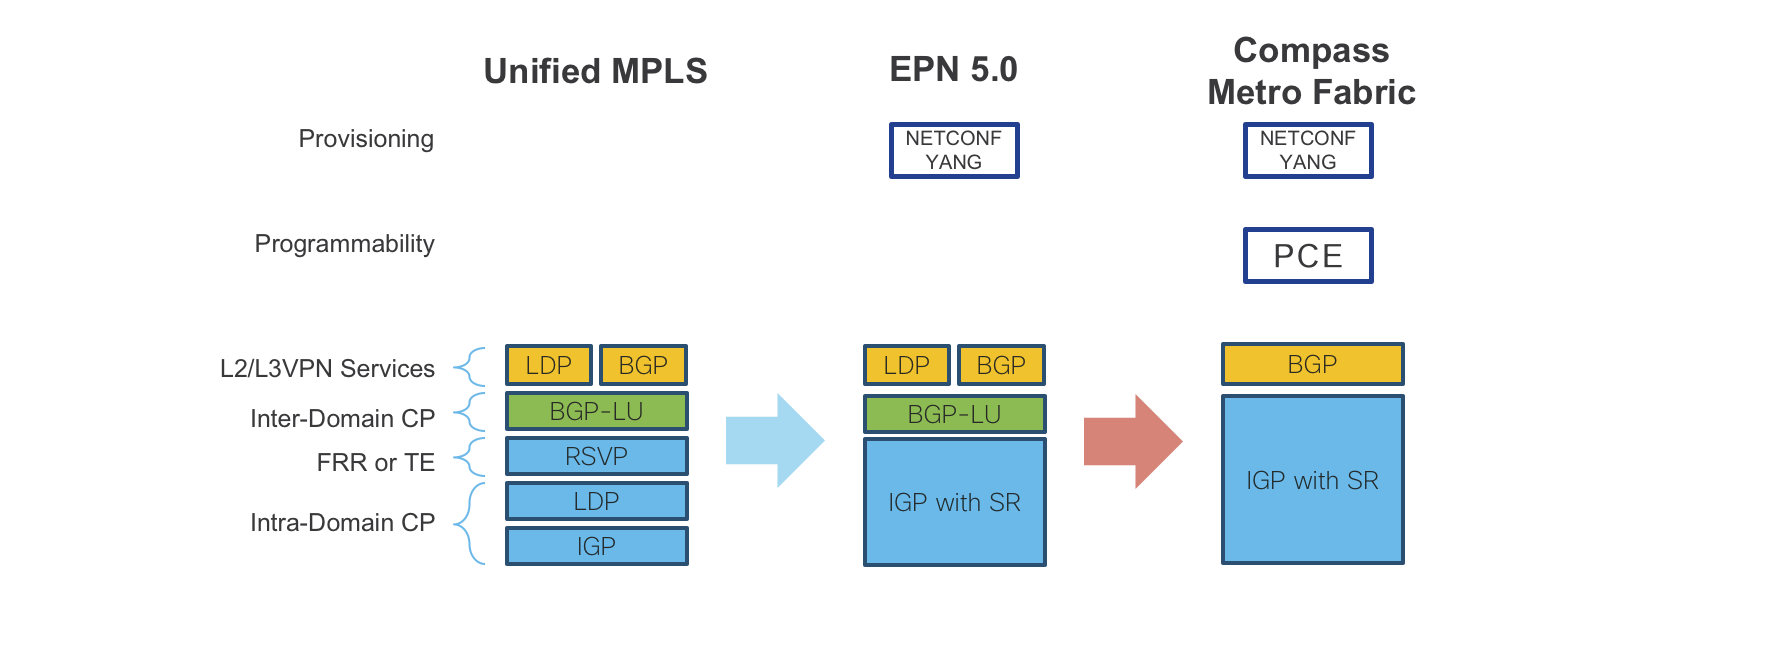 Unified MPLS
EPN 5.0
Compass
Metro Fabric
Provisioning
NETCONF
YANG
NETCONF
YANG
Programmability
PCE
L2/L3VPN Services
LDP
BGP
LDP
BGP
BGP
Inter-Domain CP
BGP-LU
BGP-LU
FRR or TE
RSVP
IGP with SR
IGP with SR
Intra-Domain CP
LDP
IGP